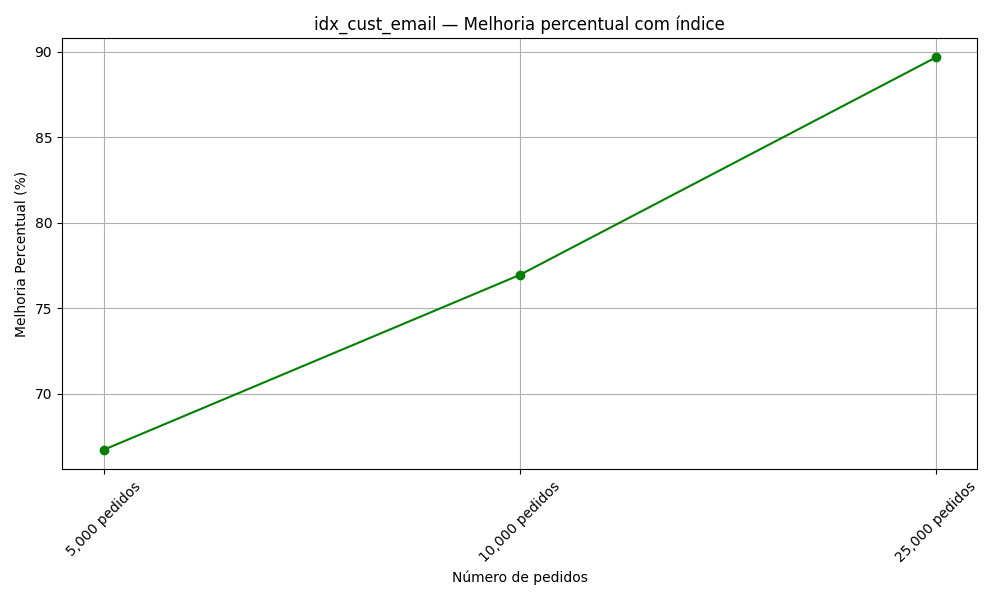 idx_cust_email — Melhoria percentual com índice
Melhoria Percentual (%)
90
85
80
75
70
5,000 pedidos
10,000 pedidos
25,000 pedidos
Número de pedidos